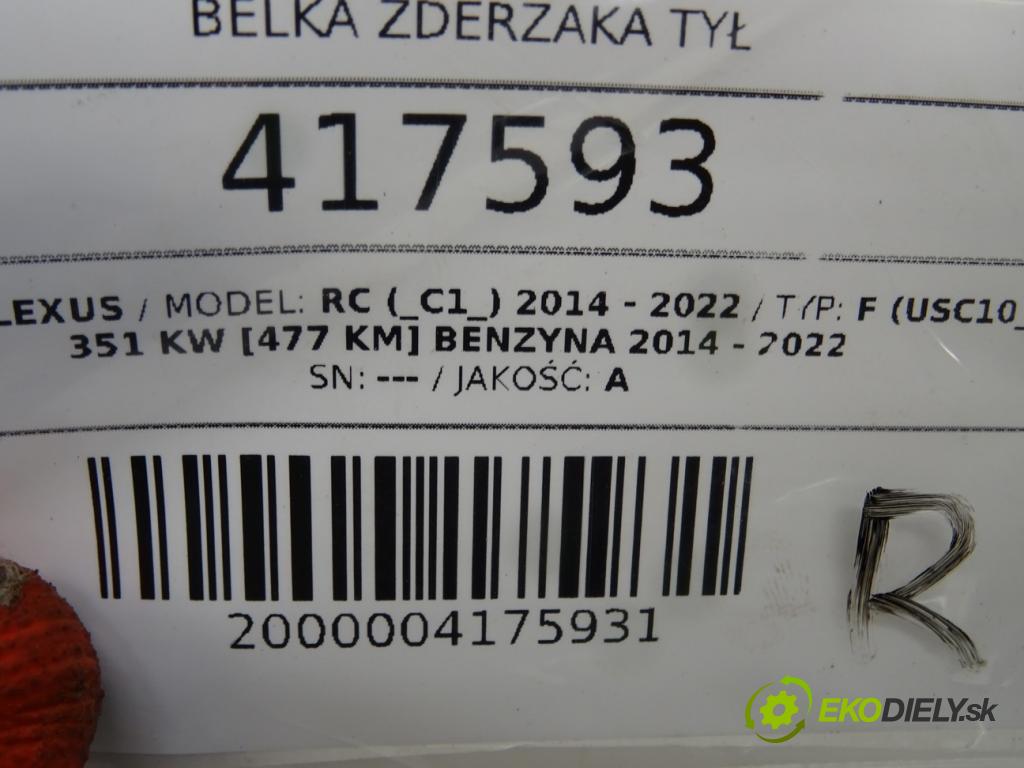 BELKA ZDERZAKA TYŁ
417593
LEXUS / MODEL: RC (_C1_) 2014 - 2022 / TYP: F (USC10_
351 KW [477 KM] BENZYNA 2014 - 2022
SN: --- / JAKOŚĆ: A
2000004175931
R
EKODIELY.sk